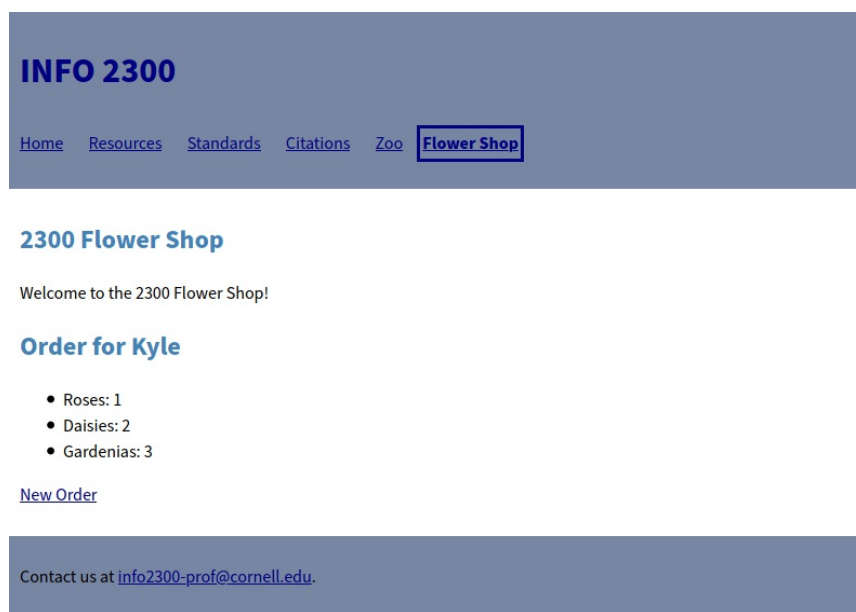 INFO 2300
Home Resources Standards Citations Zoo Flower Shop
2300 Flower Shop
Welcome to the 2300 Flower Shop!
Order for Kyle
• Roses: 1
• Daisies: 2
• Gardenias: 3
New Order
Contact us at info2300-prof@cornell.edu.